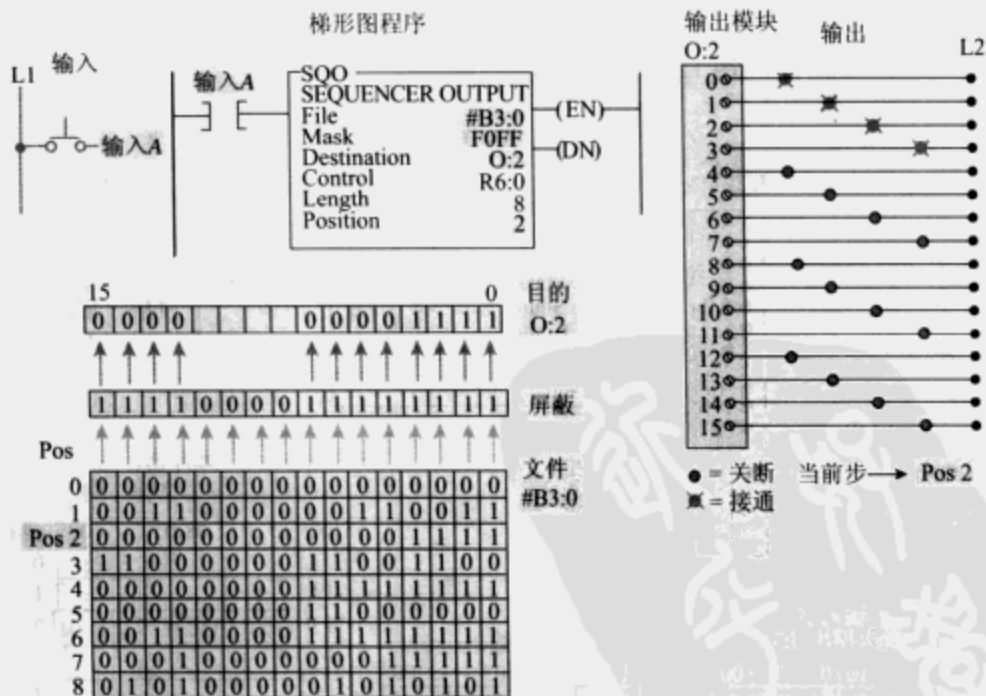 梯形图程序
L1 输入
输入A
输入A
SQO
SEQUENCER OUTPUT
File #B3:0
Mask F0FF
Destination O:2
Control R6:0
Length 8
Position 2
(EN)
(DN)
输出模块 输出
O:2 L2
0
1
2
3
4
5
6
7
8
9
10
11
12
13
14
15
= 关断 当前步 Pos 2
= 接通
15 0 目的
0 0 0 0 0 0 0 0 1 1 1 1 O:2
1 1 1 1 0 0 0 0 1 1 1 1 1 1 1 1 屏蔽
Pos 文件
#B3:0
0 0 0 0 0 0 0 0 0 0 0 0 0 0 0 0 0
1 0 0 1 1 0 0 0 0 0 0 1 1 0 0 1 1
Pos 2 0 0 0 0 0 0 0 0 0 0 0 0 1 1 1 1
3 1 1 0 0 0 0 0 0 1 1 0 0 1 1 0 0
4 0 0 0 0 0 0 0 0 1 1 1 1 1 1 1 1
5 0 0 0 0 0 0 0 0 1 1 0 0 0 0 0 0
6 0 0 1 1 0 0 0 0 1 1 1 1 1 1 1 1
7 0 0 0 1 0 0 0 0 0 0 0 1 1 1 1 1
8 0 1 0 1 0 0 0 0 0 1 0 1 0 1 0 1